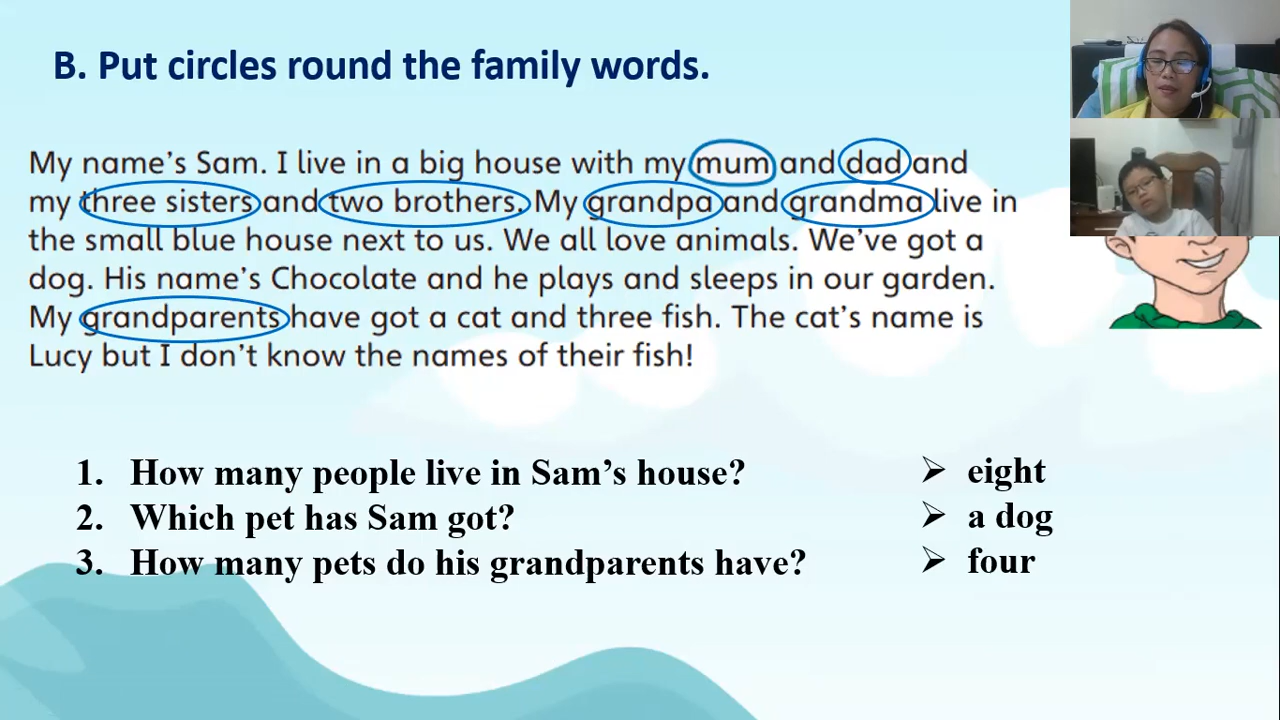 B. Put circles round the family words.
My name's Sam. I live in a big house with my mum and dad and
my three sisters and two brothers. My grandpa and grandma live in
the small blue house next to us. We all love animals. We've got a
dog. His name's Chocolate and he plays and sleeps in our garden.
My grandparents have got a cat and three fish. The cat's name is
Lucy but I don't know the names of their fish!
1. How many people live in Sam's house?
➢ eight
2. Which pet has Sam got?
➢ a dog
3. How many pets do his grandparents have?
➢ four